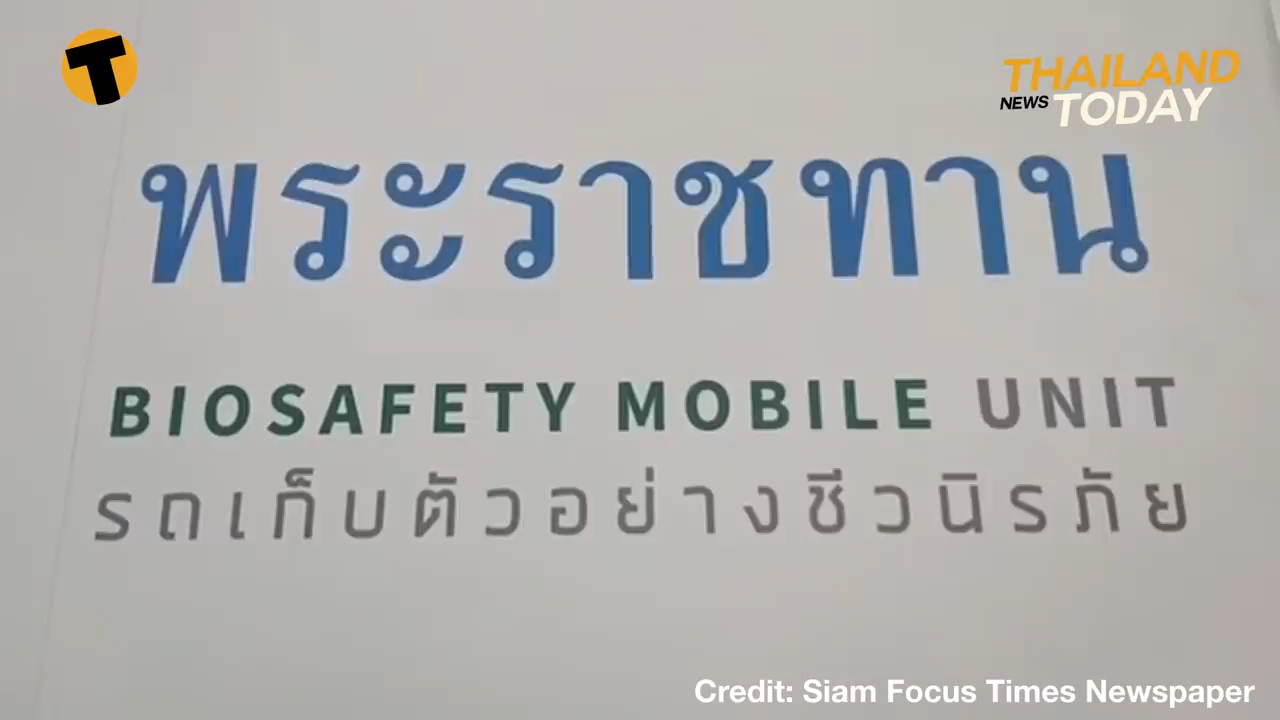 T
THAILAND
NEWS TODAY
พระราชทาน
BIOSAFETY MOBILE UNIT
รถเก็บตัวอย่างชีวนิรภัย
Credit: Siam Focus Times Newspaper